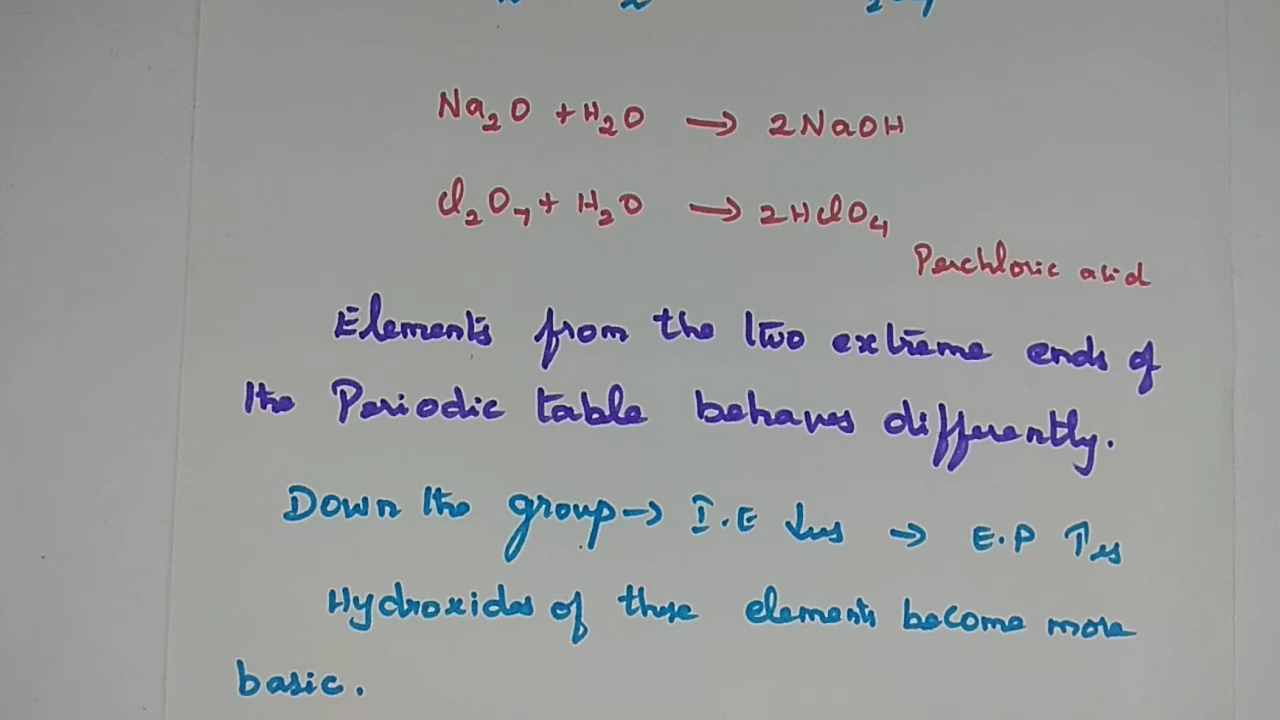 Na₂O + H₂O → 2NaOH
Cl₂O₇ + H₂O → 2HClO₄
Perchloric acid
Elements from the two extreme ends of
the Periodic table behaves differently.
Down the group → I.E ↓ses → E.P ↑es
Hydroxides of these elements become more
basic.